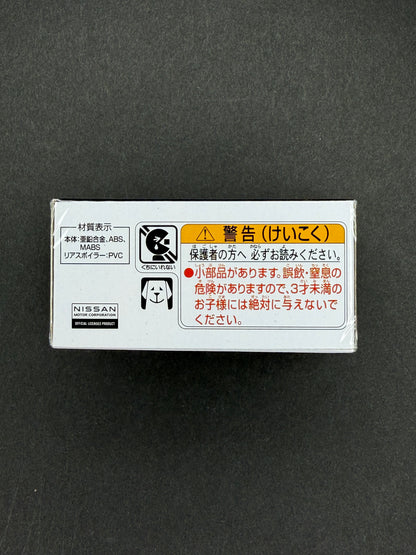 材質表示
本体:亜鉛合金、ABS、
MABS
リアスポイラー:PVC
くちにいれない
NISSAN
MOTOR CORPORATION
OFFICIAL LICENSED PRODUCT
警告(けいこく)
保護者の方へ 必ずお読みください。
●小部品があります。誤飲・窒息の
危険がありますので、3才未満の
お子様には絶対に与えないで
ください。